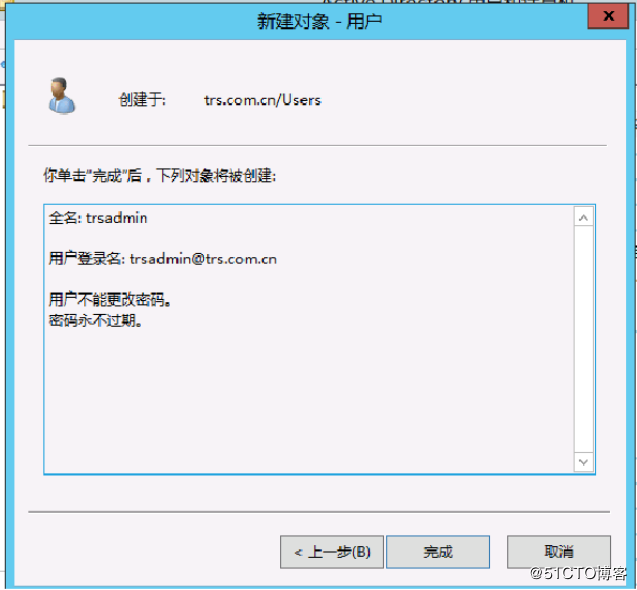 新建对象 - 用户
x
创建于: trs.com.cn/Users
你单击"完成"后，下列对象将被创建:
全名: trsadmin
用户登录名: trsadmin@trs.com.cn
用户不能更改密码。
密码永不过期。
< 上一步(B)
完成
取消
@51CTO博客